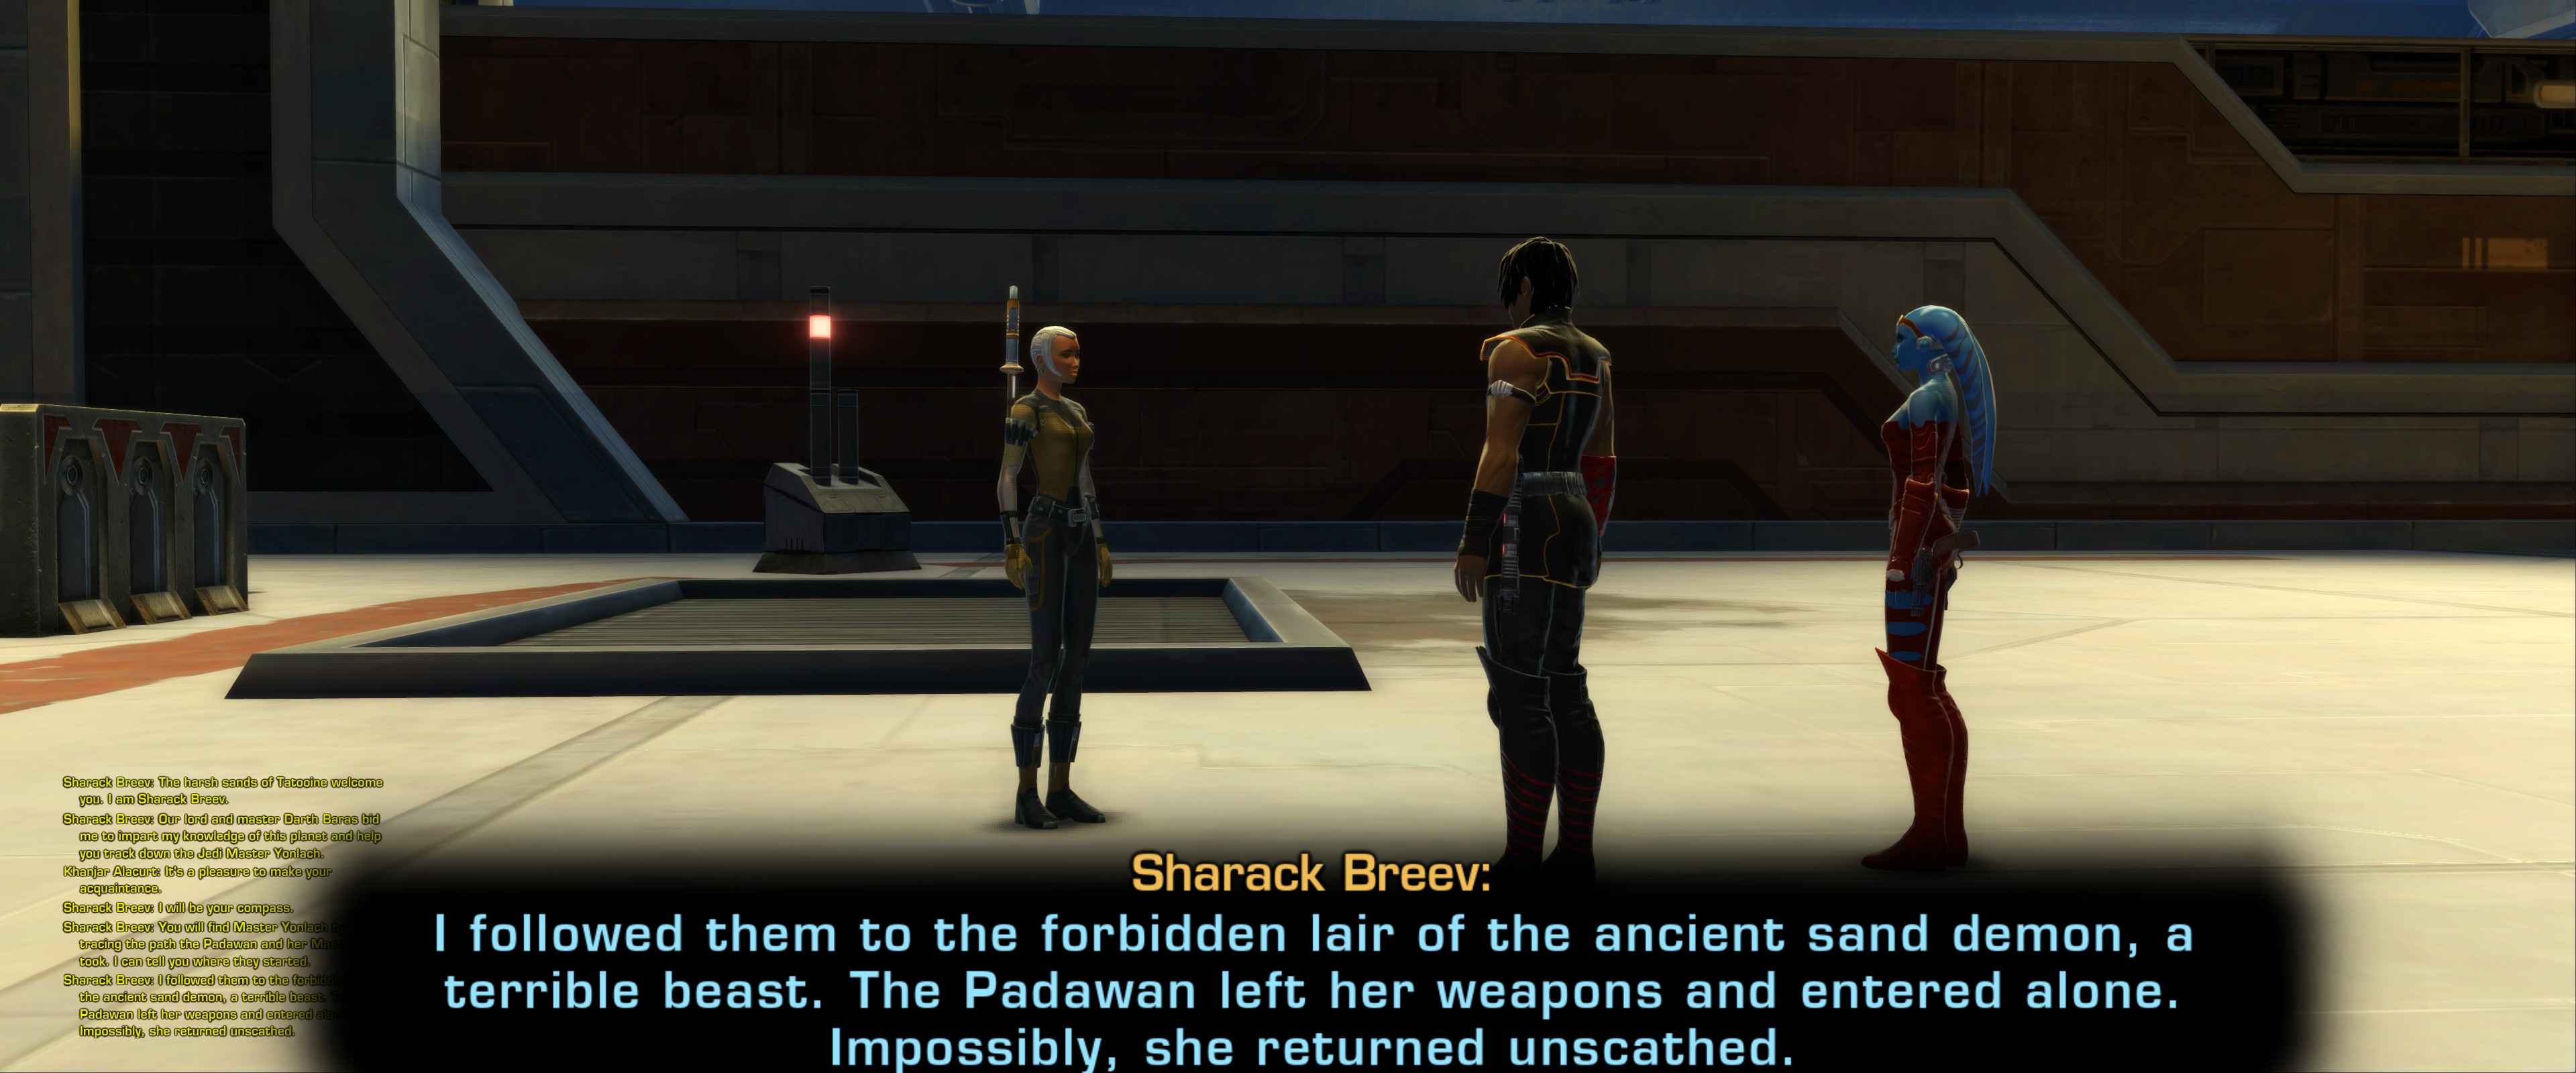 Sharack Breev: The harsh sands of Tatooine welcome
you. I am Sharack Breev.
Sharack Breev: Our lord and master Darth Baras bid
me to impart my knowledge of this planet and help
you track down the Jedi Master Yonlach.
Khanjar Alacurt: It's a pleasure to make your
acquaintance.
Sharack Breev: I will be your compass.
Sharack Breev: You will find Master Yonlach
tracing the path the Padawan and her
took. I can tell you where they started.
Sharack Breev: I followed them to the
the ancient sand demon, a terrible beast.
Padawan left her weapons and entered
Impossibly, she returned unscathed.
Sharack Breev:
I followed them to the forbidden lair of the ancient sand demon, a
terrible beast. The Padawan left her weapons and entered alone.
Impossibly, she returned unscathed.